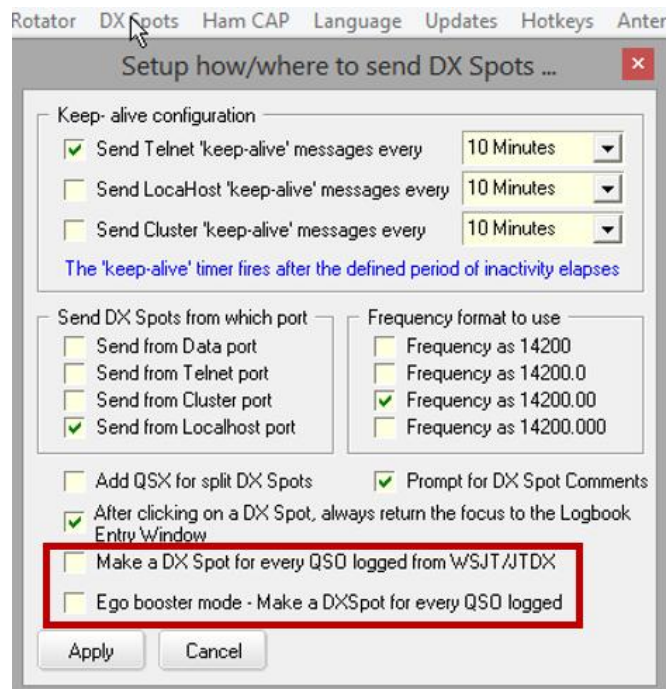 Rotator DX Spots Ham CAP Language Updates Hotkeys Anter
Setup how/where to send DX Spots ...
Keep- alive configuration
Send Telnet 'keep-alive' messages every 10 Minutes
Send LocaHost 'keep-alive' messages every 10 Minutes
Send Cluster 'keep-alive' messages every 10 Minutes
The 'keep-alive' timer fires after the defined period of inactivity elapses
Send DX Spots from which port
Send from Data port
Send from Telnet port
Send from Cluster port
Send from Localhost port
Frequency format to use
Frequency as 14200
Frequency as 14200.0
Frequency as 14200.00
Frequency as 14200.000
Add QSX for split DX Spots
Prompt for DX Spot Comments
After clicking on a DX Spot, always return the focus to the Logbook
Entry Window
Make a DX Spot for every QSO logged from WSJT/JTDX
Ego booster mode - Make a DXSpot for every QSO logged
Apply Cancel